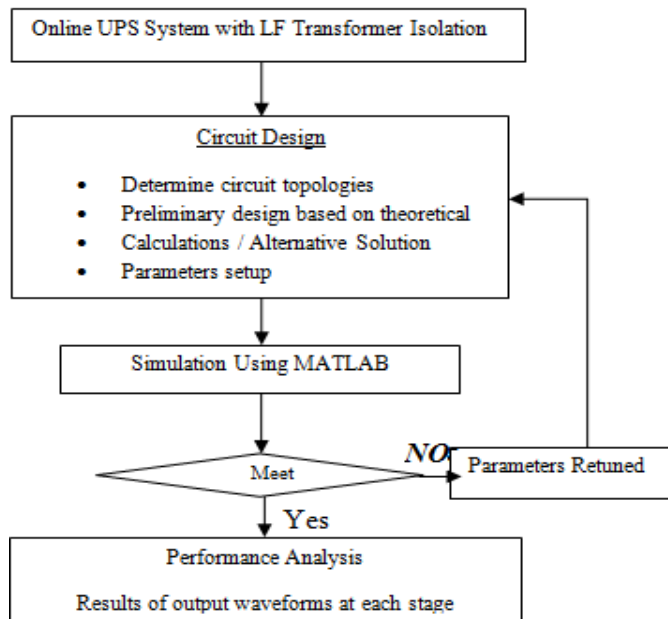 Online UPS System with LF Transformer Isolation
Circuit Design
• Determine circuit topologies
• Preliminary design based on theoretical
• Calculations / Alternative Solution
• Parameters setup
Simulation Using MATLAB
Meet
NO
Parameters Retuned
Yes
Performance Analysis
Results of output waveforms at each stage